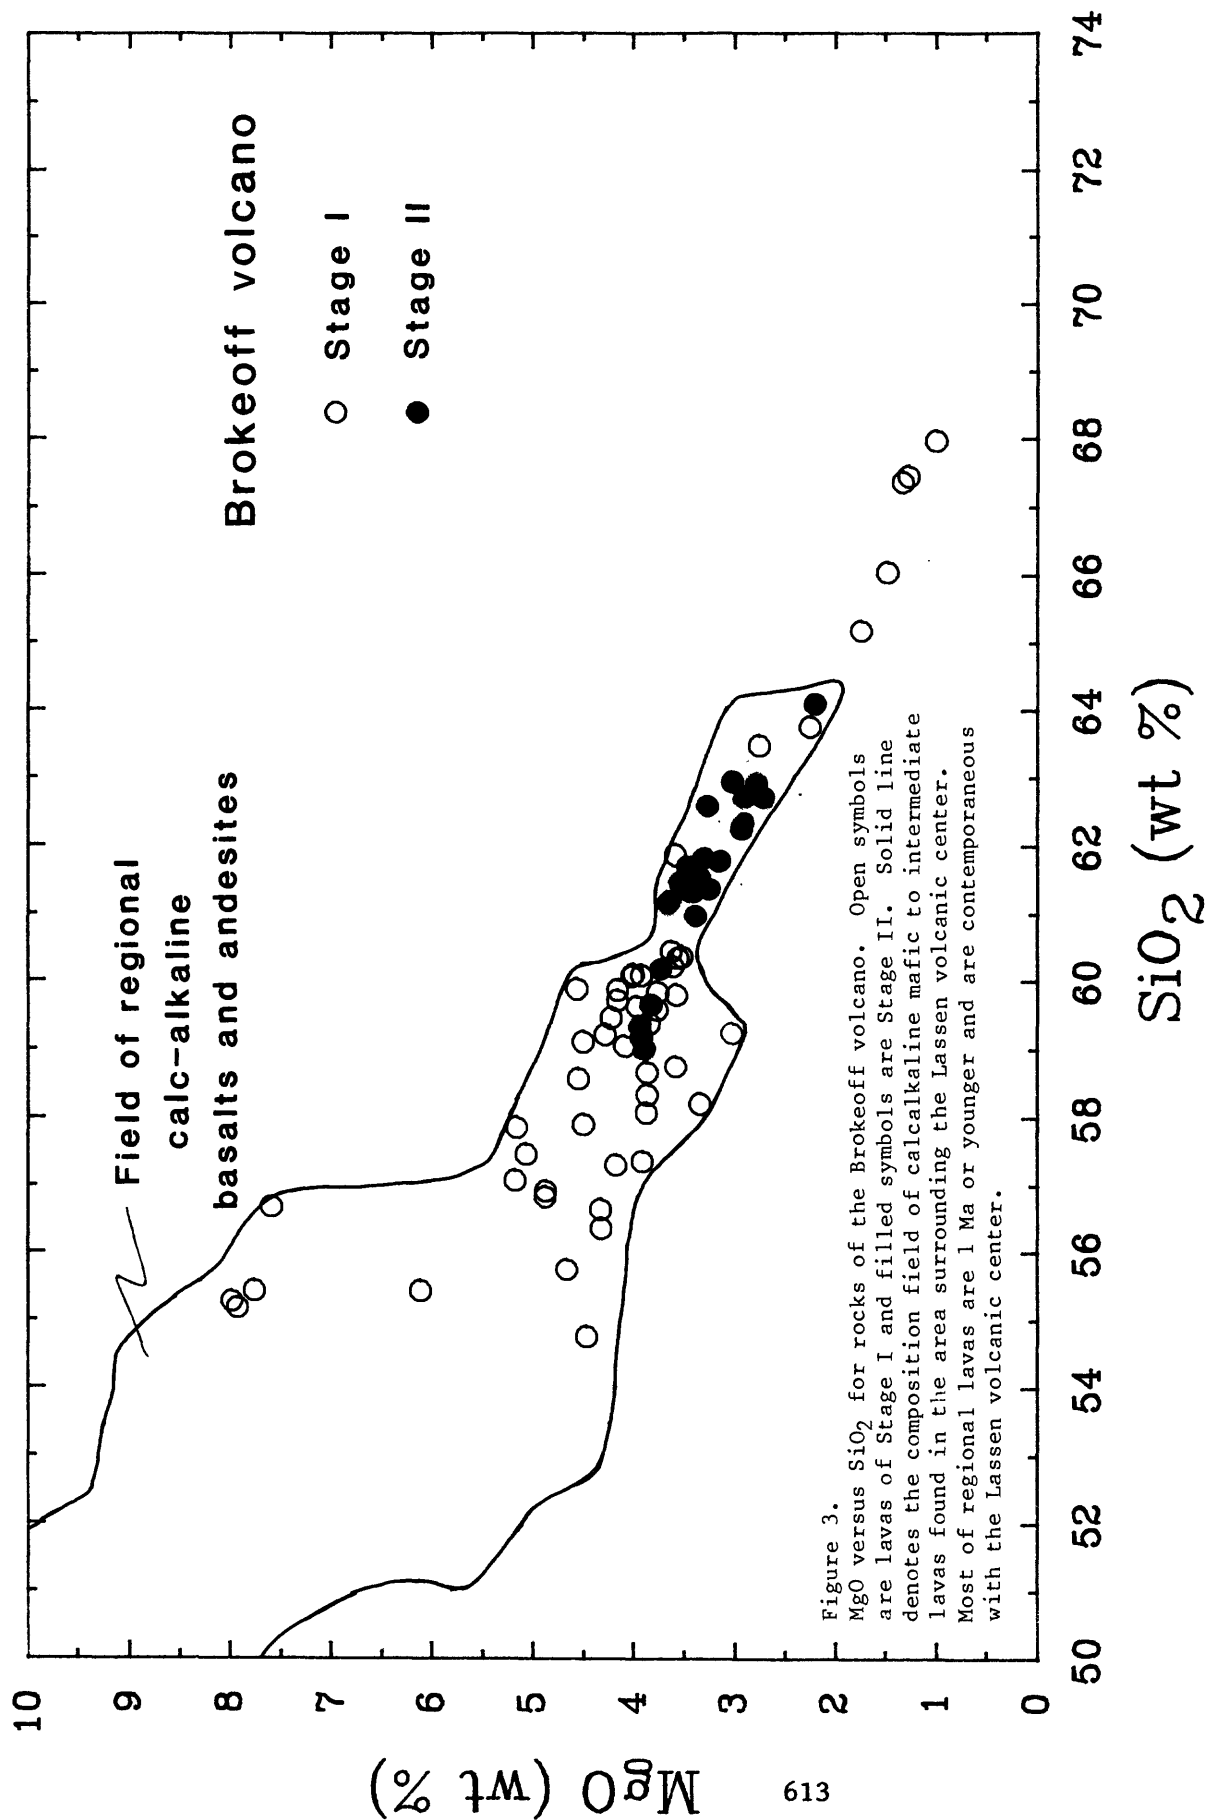 Brokeoff volcano
Stage I
Stage II
Field of regional
calc-alkaline
basalts and andesites
MgO (wt %)
10
9
8
7
6
5
4
3
2
1
0
50
52
54
56
58
60
62
64
66
68
70
72
74
SiO2 (wt %)
Figure 3.
MgO versus SiO2 for rocks of the Brokeoff volcano. Open symbols
are lavas of Stage I and filled symbols are Stage II. Solid line
denotes the composition field of calcalkaline mafic to intermediate
lavas found in the area surrounding the Lassen volcanic center.
Most of regional lavas are 1 Ma or younger and are contemporaneous
with the Lassen volcanic center.
613